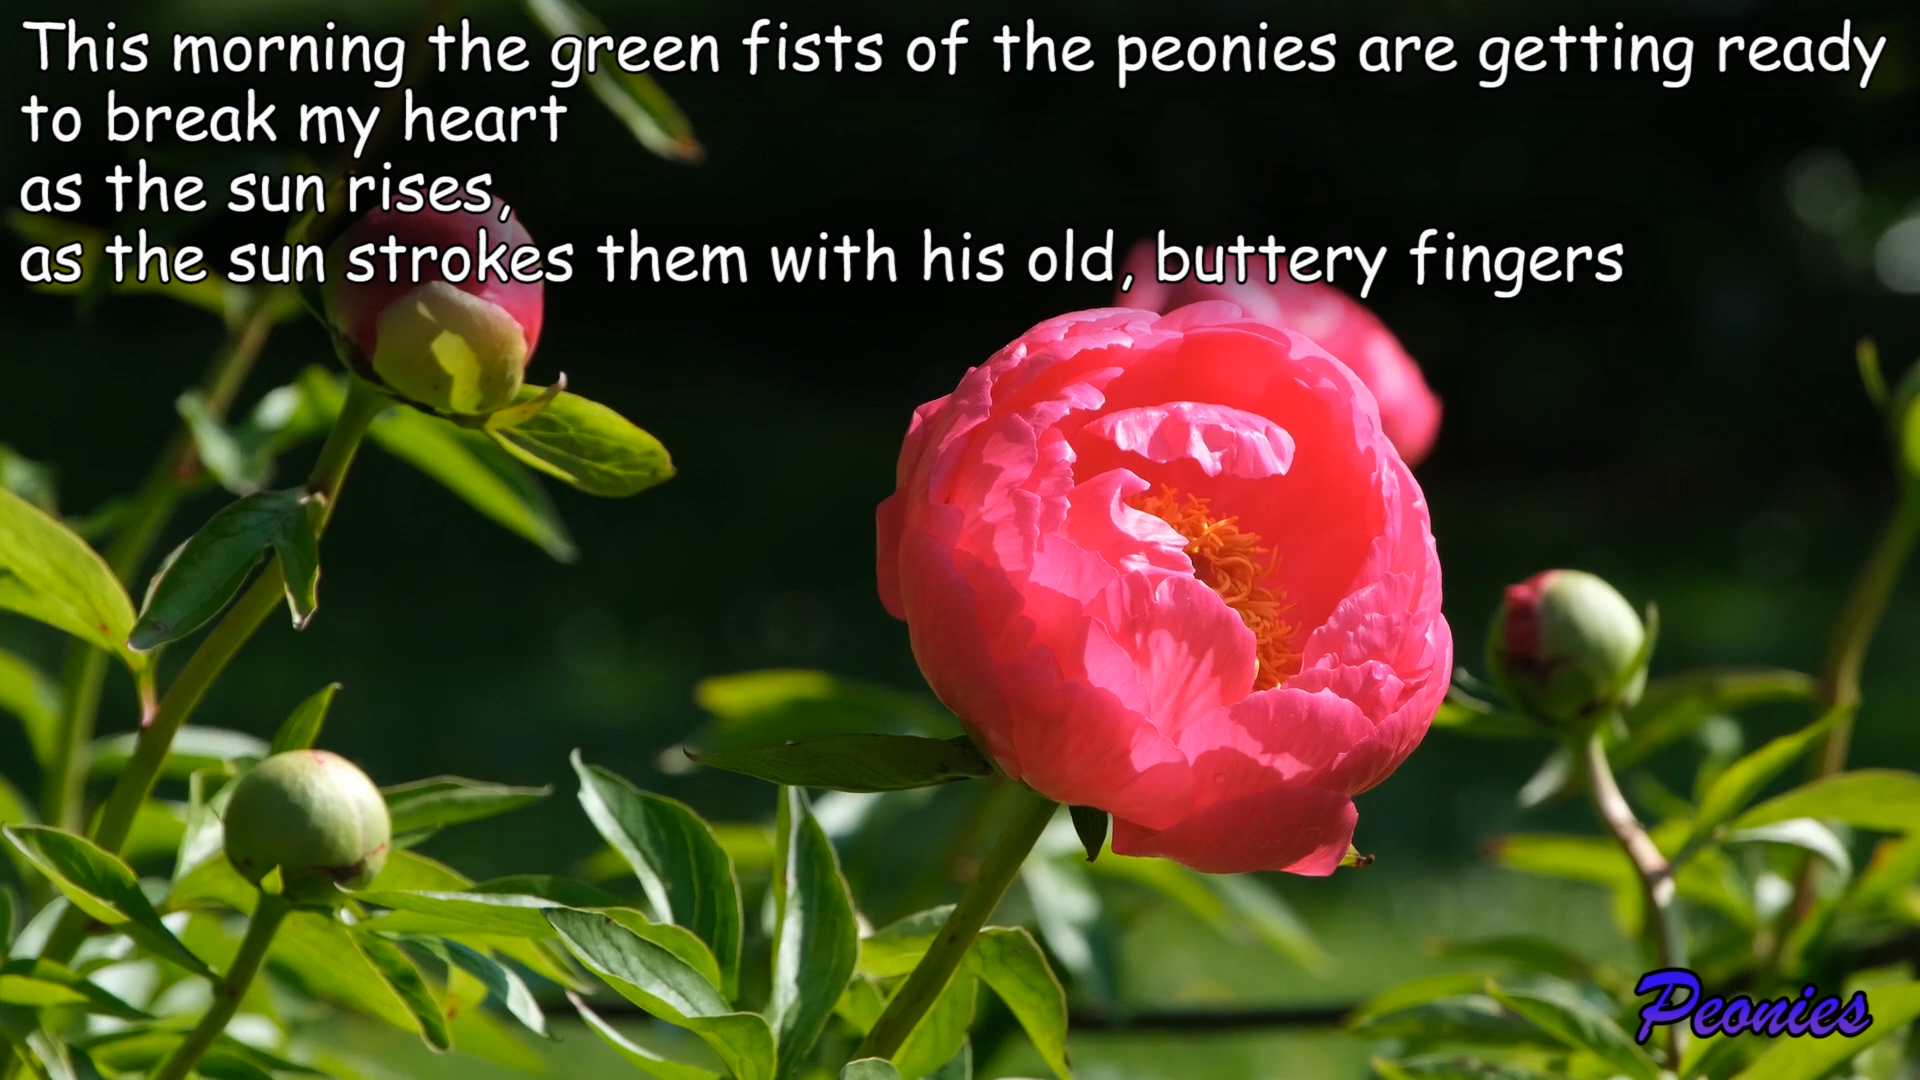 This morning the green fists of the peonies are getting ready
to break my heart
as the sun rises,
as the sun strokes them with his old, buttery fingers
Peonies